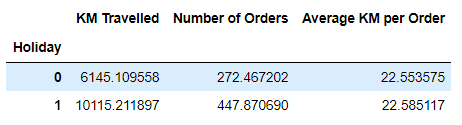 KM Travelled Number of Orders Average KM per Order
Holiday
0 6145.109558 272.467202 22.553575
1 10115.211897 447.870690 22.585117